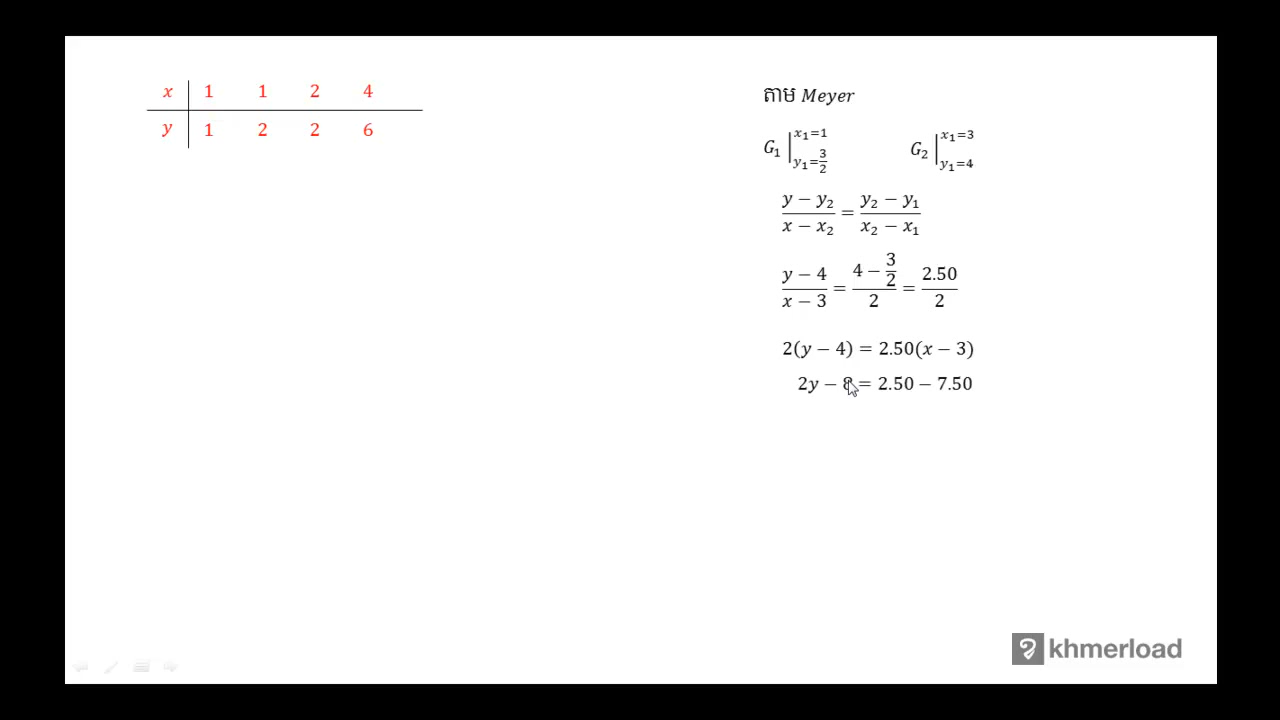 x 1 1 2 4
y 1 2 2 6
តាម Meyer
G₁ | x₁=1 y₁=3/2 G₂ | x₁=3 y₁=4
(y − y₂)/(x − x₂) = (y₂ − y₁)/(x₂ − x₁)
(y − 4)/(x − 3) = (4 − 3/2)/2 = 2.50/2
2(y − 4) = 2.50(x − 3)
2y − 8 = 2.50 − 7.50
khmerload